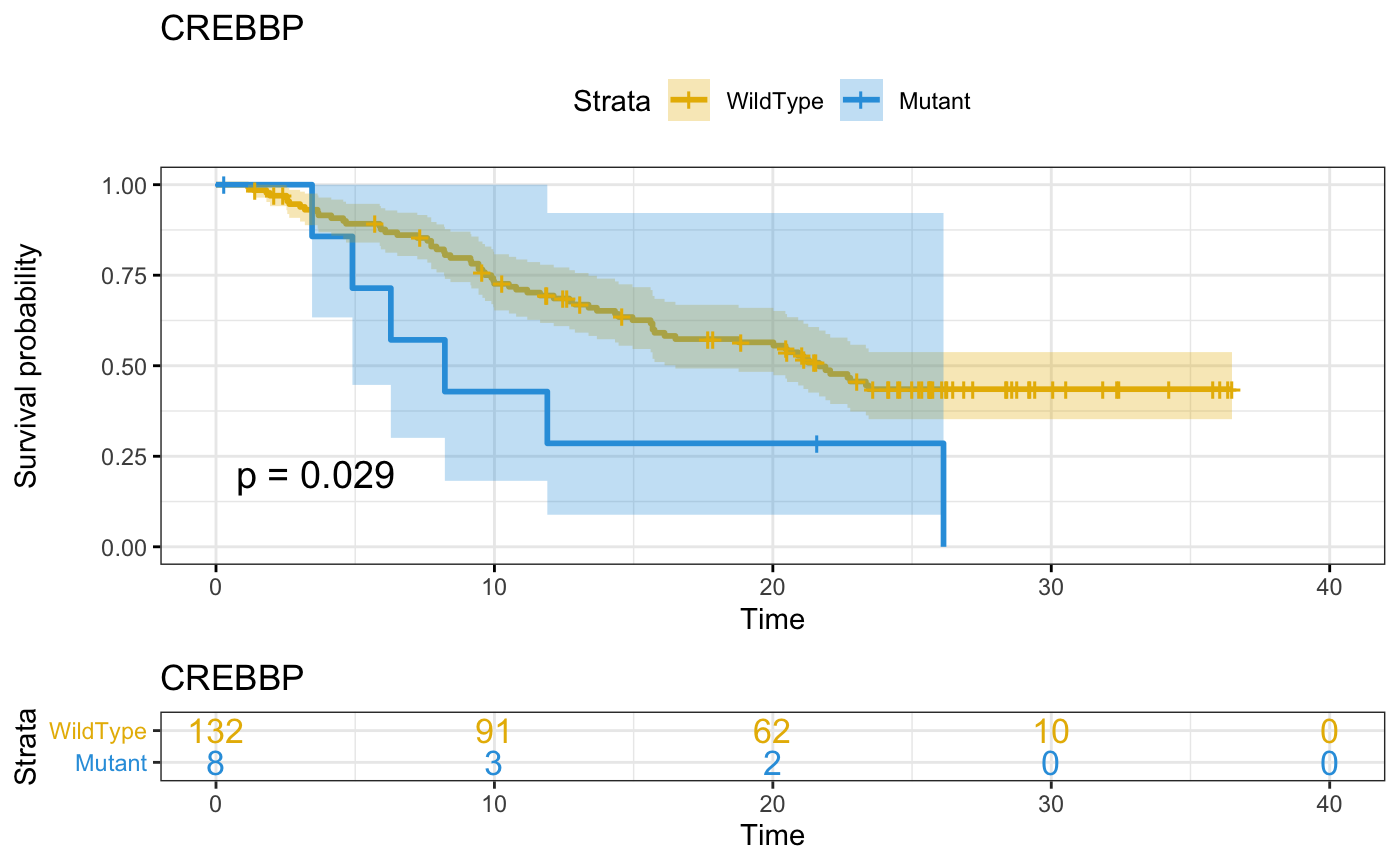 CREBBP
Strata WildType Mutant
Survival probability
1.00
0.75
0.50
0.25
0.00
p = 0.029
0 10 20 30 40
Time
CREBBP
Strata
WildType 132 91 62 10 0
Mutant 8 3 2 0 0
0 10 20 30 40
Time